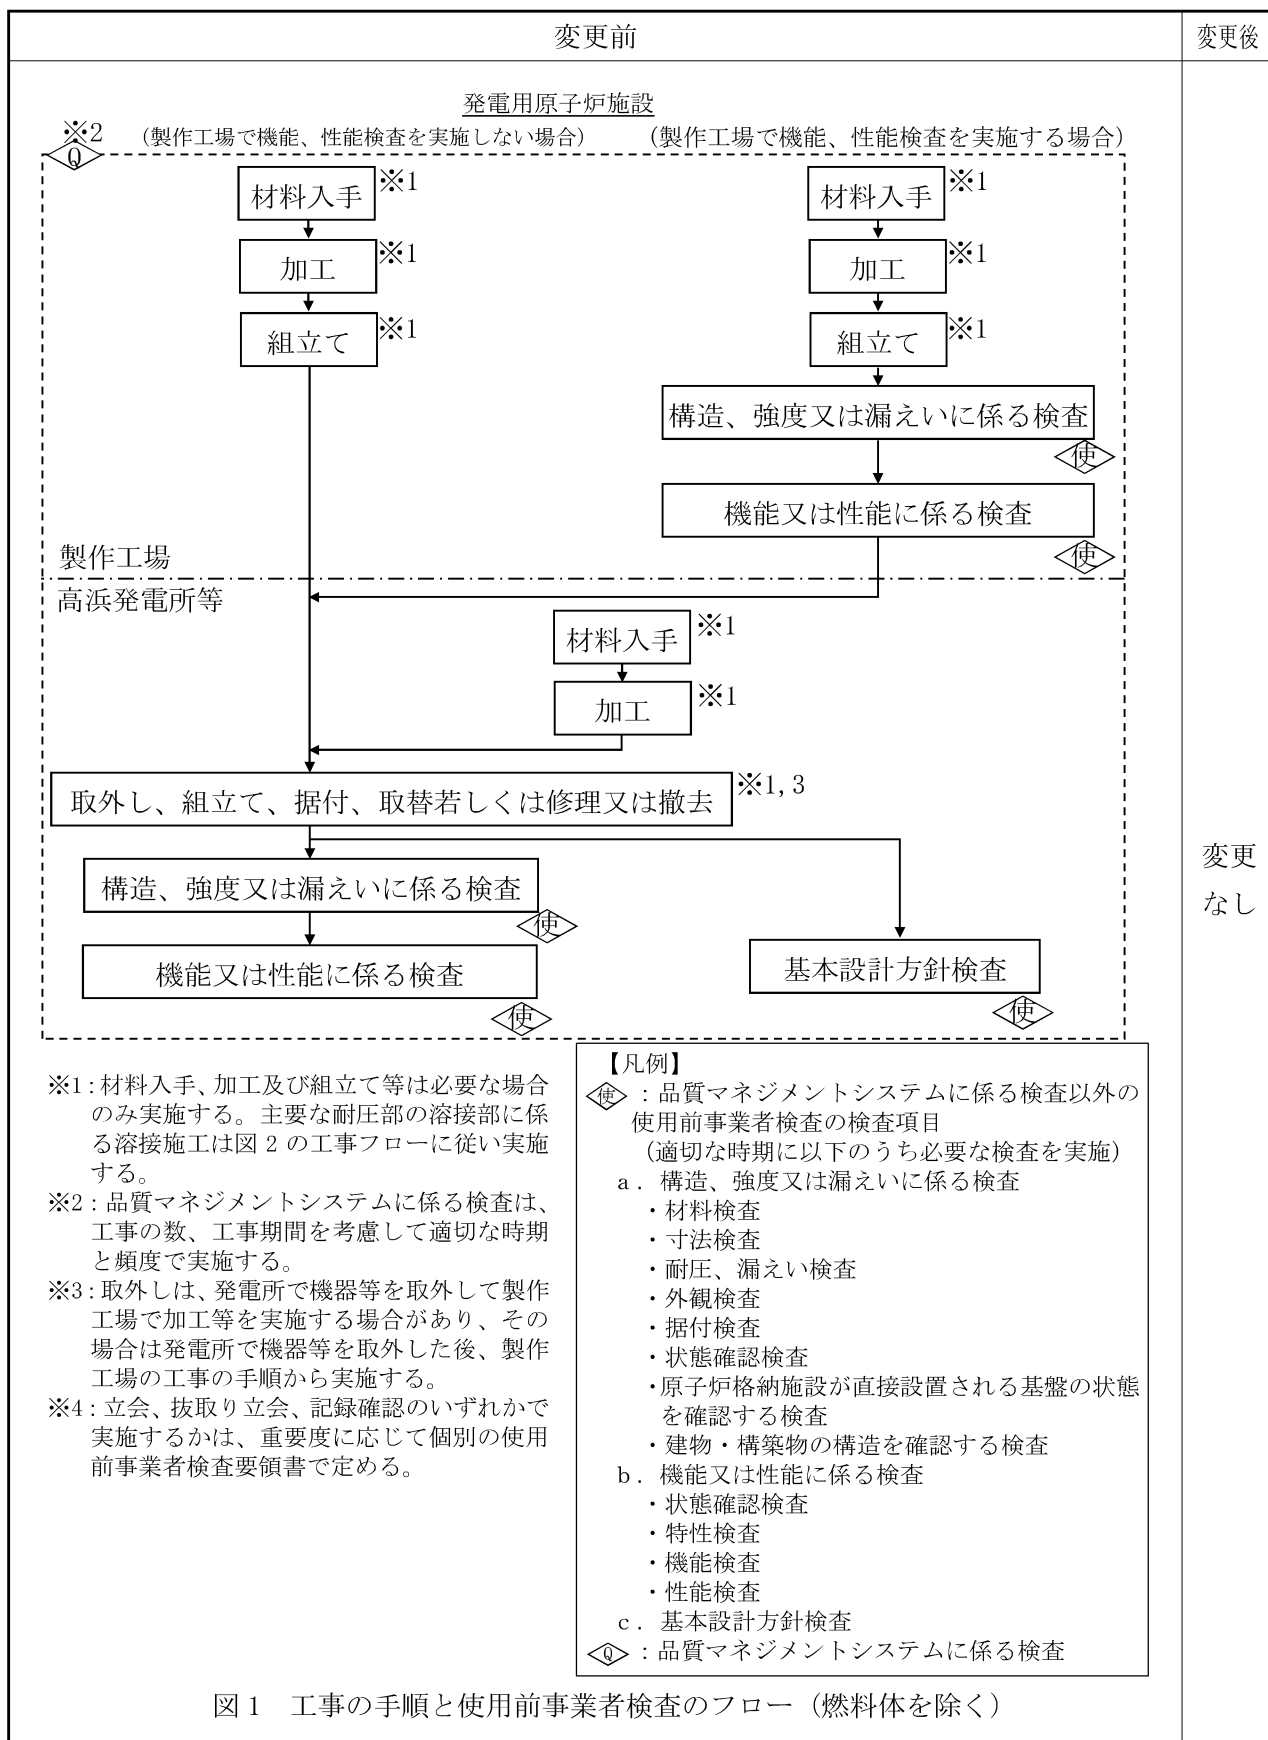 変更前
変更後
発電用原子炉施設
※2
(製作工場で機能、性能検査を実施しない場合)
(製作工場で機能、性能検査を実施する場合)
Q
材料入手
※1
材料入手
※1
加工
※1
加工
※1
組立て
※1
組立て
※1
構造、強度又は漏えいに係る検査
使
機能又は性能に係る検査
使
製作工場
高浜発電所等
材料入手
※1
加工
※1
取外し、組立て、据付、取替若しくは修理又は撤去
※1, 3
構造、強度又は漏えいに係る検査
使
機能又は性能に係る検査
使
基本設計方針検査
使
変更
なし
※1:材料入手、加工及び組立て等は必要な場合
のみ実施する。主要な耐圧部の溶接部に係
る溶接施工は図2の工事フローに従い実施
する。
※2:品質マネジメントシステムに係る検査は、
工事の数、工事期間を考慮して適切な時期
と頻度で実施する。
※3:取外しは、発電所で機器等を取外して製作
工場で加工等を実施する場合があり、その
場合は発電所で機器等を取外した後、製作
工場の工事の手順から実施する。
※4:立会、抜取り立会、記録確認のいずれかで
実施するかは、重要度に応じて個別の使用
前事業者検査要領書で定める。
【凡例】
使 :品質マネジメントシステムに係る検査以外の
使用前事業者検査の検査項目
(適切な時期に以下のうち必要な検査を実施)
a. 構造、強度又は漏えいに係る検査
・材料検査
・寸法検査
・耐圧、漏えい検査
・外観検査
・据付検査
・状態確認検査
・原子炉格納施設が直接設置される基盤の状態
を確認する検査
・建物・構築物の構造を確認する検査
b. 機能又は性能に係る検査
・状態確認検査
・特性検査
・機能検査
・性能検査
c. 基本設計方針検査
Q :品質マネジメントシステムに係る検査
図1 工事の手順と使用前事業者検査のフロー(燃料体を除く)